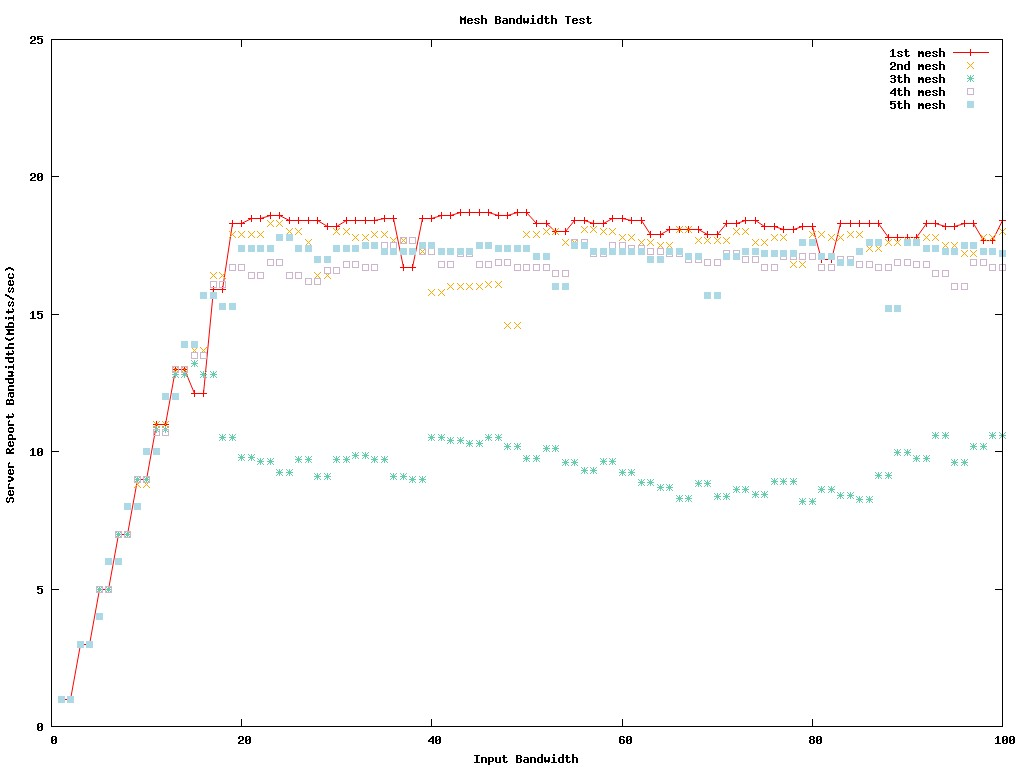 Mesh Bandwidth Test
25
20
15
10
5
0
0 20 40 60 80 100
Server Report Bandwidth(Mbits/sec)
Input Bandwidth
1st mesh
2nd mesh
3th mesh
4th mesh
5th mesh